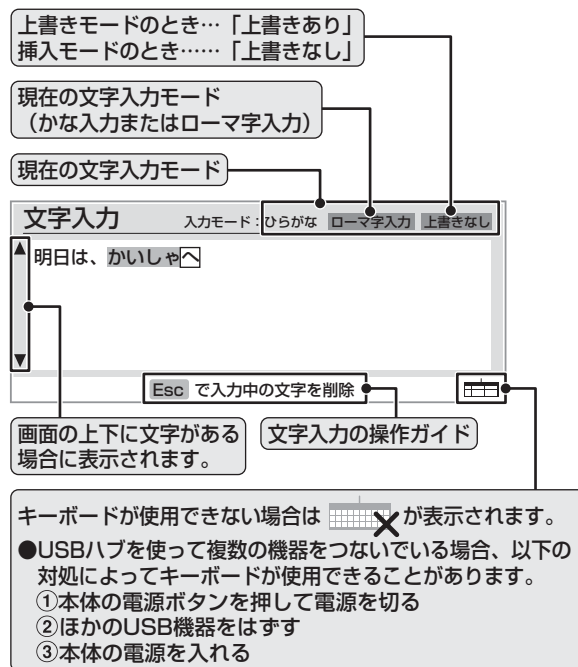 上書きモードのとき…「上書きあり」
挿入モードのとき……「上書きなし」
現在の文字入力モード
（かな入力またはローマ字入力）
現在の文字入力モード
文字入力 入力モード：ひらがな ローマ字入力 上書きなし
▲
明日は、かいしゃへ
▼
Esc で入力中の文字を削除
画面の上下に文字がある
場合に表示されます。
文字入力の操作ガイド
キーボードが使用できない場合は が表示されます。
●USBハブを使って複数の機器をつないでいる場合、以下の
対処によってキーボードが使用できることがあります。
①本体の電源ボタンを押して電源を切る
②ほかのUSB機器をはずす
③本体の電源を入れる